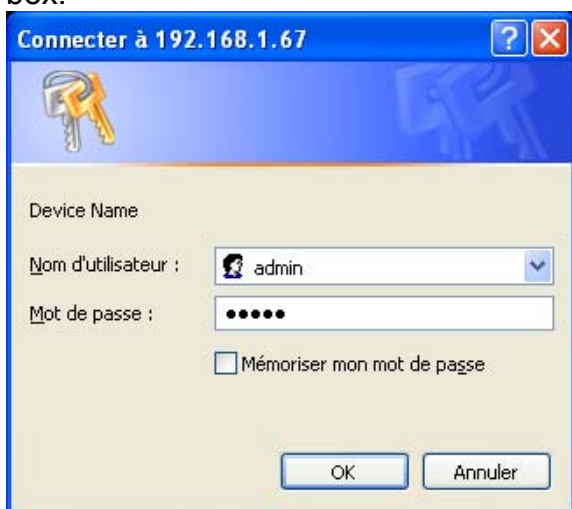 box.
Connecter à 192.168.1.67
Device Name
Nom d'utilisateur :
admin
Mot de passe :
●●●●●
Mémoriser mon mot de passe
OK
Annuler